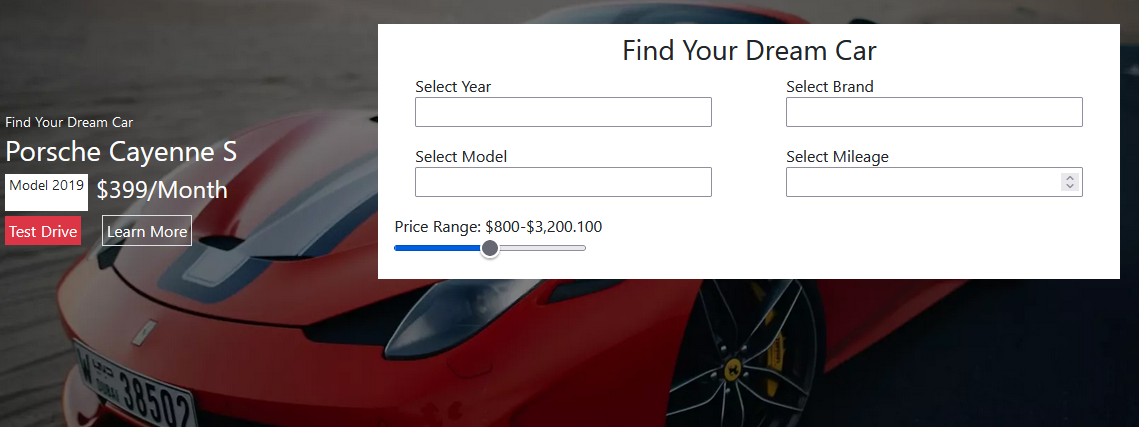 Find Your Dream Car
Porsche Cayenne S
Model 2019 $399/Month
Test Drive Learn More
Find Your Dream Car
Select Year Select Brand
Select Model Select Mileage
Price Range: $800-$3,200.100
W DUBAI 38502